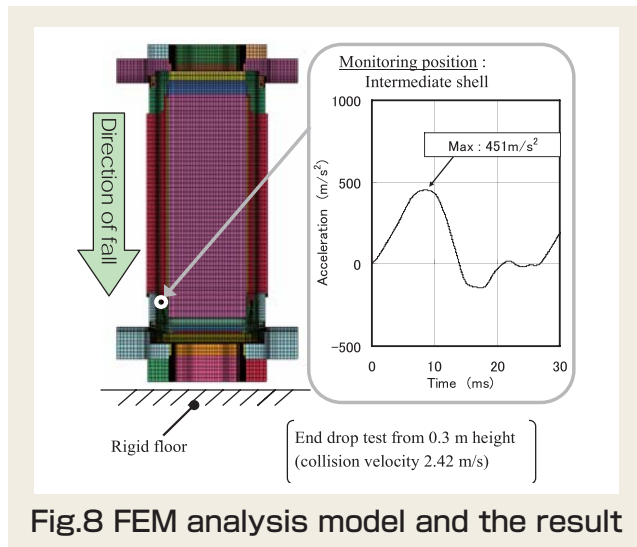 Monitoring position :
Intermediate shell
1000
Max : 451m/s²
500
Acceleration (m/s²)
0
-500
0
10
20
30
Time (ms)
Direction of fall
Rigid floor
End drop test from 0.3 m height
(collision velocity 2.42 m/s)
Fig.8 FEM analysis model and the result